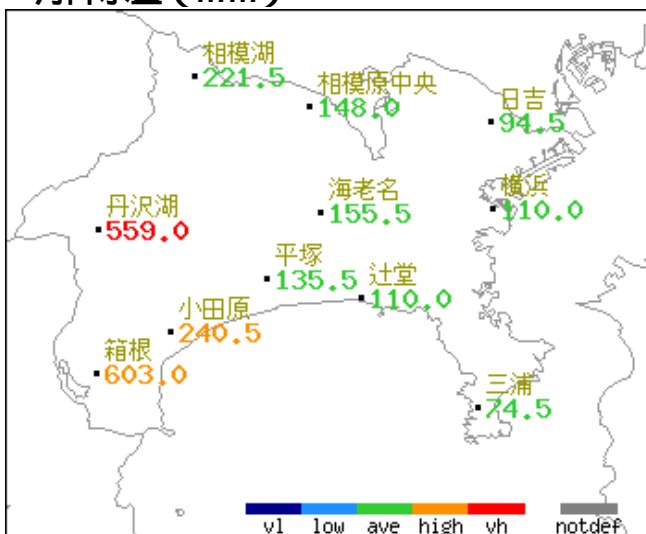 (mm)
相模湖
221.5
相模原中央
148.0
日吉
94.5
海老名
155.5
横浜
110.0
丹沢湖
559.0
平塚
135.5
辻堂
110.0
小田原
240.5
箱根
603.0
三浦
74.5
vl low ave high vh notdef